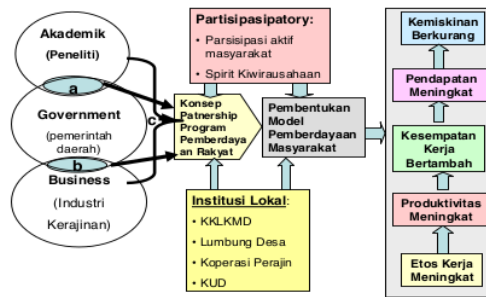 Akademik
(Peneliti)
a
Government
(pemerintah
daerah)
b
Business
(Industri
Kerajinan)
c
Partisipasipatory:
• Parsisipasi aktif
masyarakat
• Spirit Kiwirausahaan
Konsep
Patnership
Program
Pemberdaya
an Rakyat
Pembentukan
Model
Pemberdayaan
Masyarakat
Institusi Lokal:
• KKLKMD
• Lumbung Desa
• Koperasi Perajin
• KUD
Kemiskinan
Berkurang
Pendapatan
Meningkat
Kesempatan
Kerja
Bertambah
Produktivitas
Meningkat
Etos Kerja
Meningkat